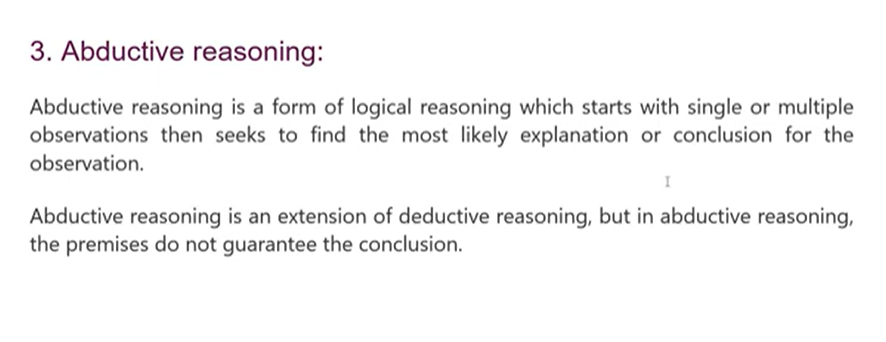 3. Abductive reasoning:
Abductive reasoning is a form of logical reasoning which starts with single or multiple
observations then seeks to find the most likely explanation or conclusion for the
observation.
Abductive reasoning is an extension of deductive reasoning, but in abductive reasoning,
the premises do not guarantee the conclusion.